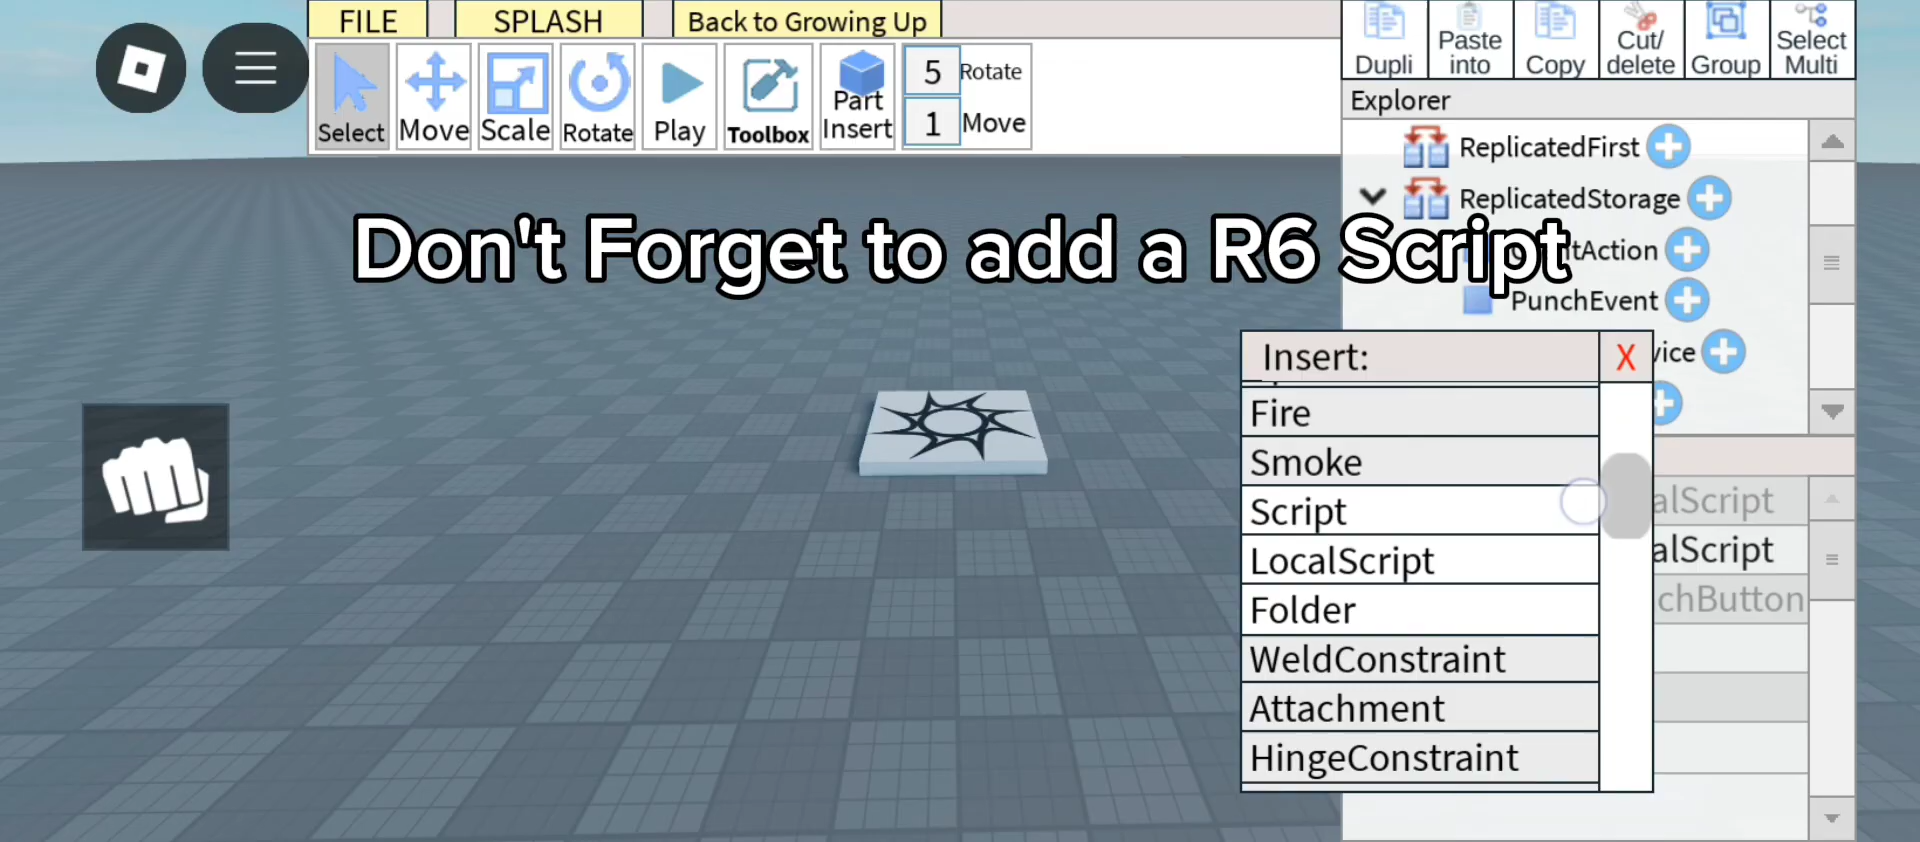 FILE
SPLASH
Back to Growing Up
Select
Move
Scale
Rotate
Play
Toolbox
Part
Insert
5 Rotate
1 Move
Dupli
Paste
into
Copy
Cut/
delete
Group
Select
Multi
Explorer
ReplicatedFirst
ReplicatedStorage
Don't Forget to add a R6 Script
tAction
PunchEvent
Insert:
X
vice
Fire
Smoke
Script
LocalScript
Folder
WeldConstraint
Attachment
HingeConstraint
alScript
alScript
chButton